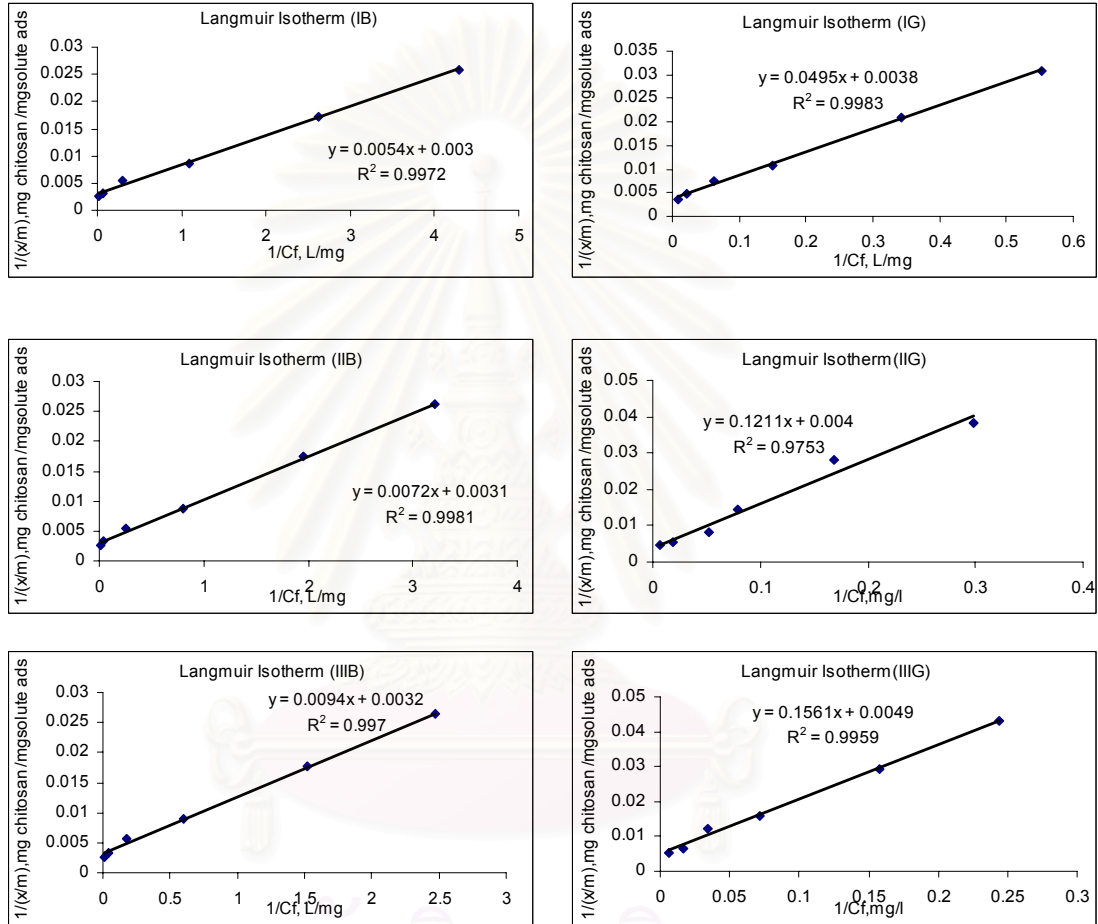 Langmuir Isotherm (IB)
1/(x/m),mg chitosan /mgsolute ads
0.03
0.025
0.02
0.015
0.01
0.005
0
y = 0.0054x + 0.003
R2 = 0.9972
0 1 2 3 4 5
1/Cf, L/mg
Langmuir Isotherm (IG)
1/(x/m),mg chitosan /mgsolute ads
0.035
0.03
0.025
0.02
0.015
0.01
0.005
0
y = 0.0495x + 0.0038
R2 = 0.9983
0 0.1 0.2 0.3 0.4 0.5 0.6
1/Cf, L/mg
Langmuir Isotherm (IIB)
1/(x/m),mg chitosan /mgsolute ads
0.03
0.025
0.02
0.015
0.01
0.005
0
y = 0.0072x + 0.0031
R2 = 0.9981
0 1 2 3 4
1/Cf, L/mg
Langmuir Isotherm (IIG)
1/(x/m),mg chitosan /mgsolute ads
0.05
0.04
0.03
0.02
0.01
0
y = 0.1211x + 0.004
R2 = 0.9753
0 0.1 0.2 0.3 0.4
1/Cf,mg/l
Langmuir Isotherm (IIIB)
1/(x/m),mg chitosan /mgsolute ads
0.03
0.025
0.02
0.015
0.01
0.005
0
y = 0.0094x + 0.0032
R2 = 0.997
0 0.5 1 1.5 2 2.5 3
1/Cf, L/mg
Langmuir Isotherm (IIIG)
1/(x/m),mg chitosan /mgsolute ads
0.05
0.04
0.03
0.02
0.01
0
y = 0.1561x + 0.0049
R2 = 0.9959
0 0.05 0.1 0.15 0.2 0.25 0.3
1/Cf,mg/l